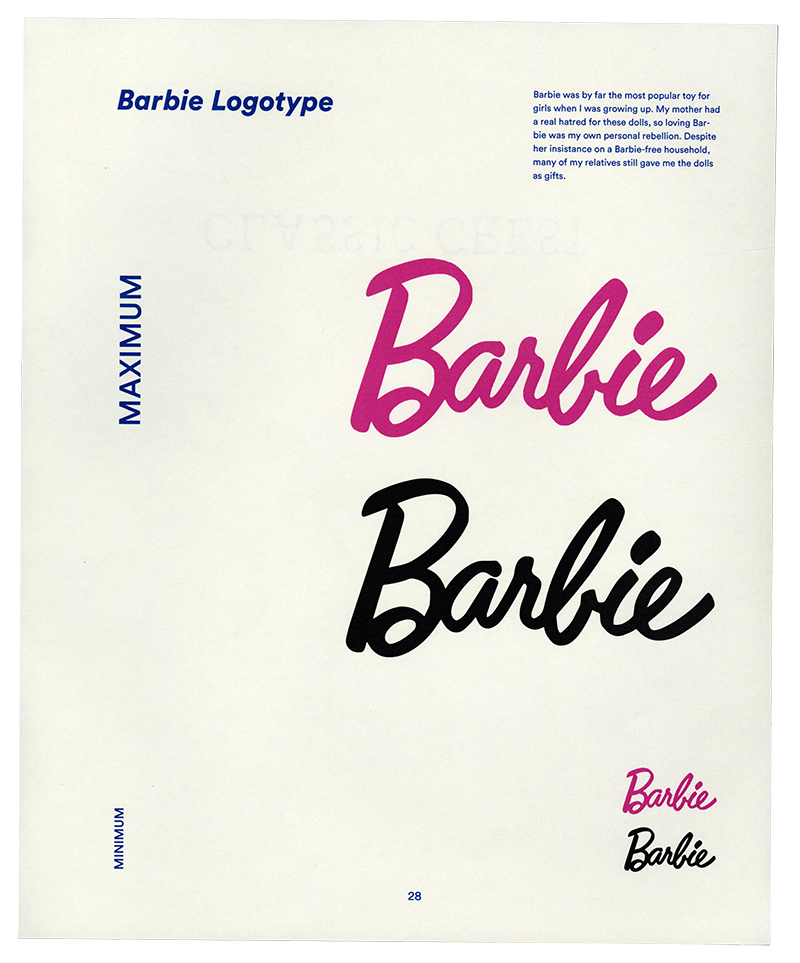 Barbie Logotype
Barbie was by far the most popular toy for
girls when I was growing up. My mother had
a real hatred for these dolls, so loving Bar-
bie was my own personal rebellion. Despite
her insistance on a Barbie-free household,
many of my relatives still gave me the dolls
as gifts.
CLASSIC CREST
MAXIMUM
Barbie
Barbie
MINIMUM
Barbie
Barbie
28